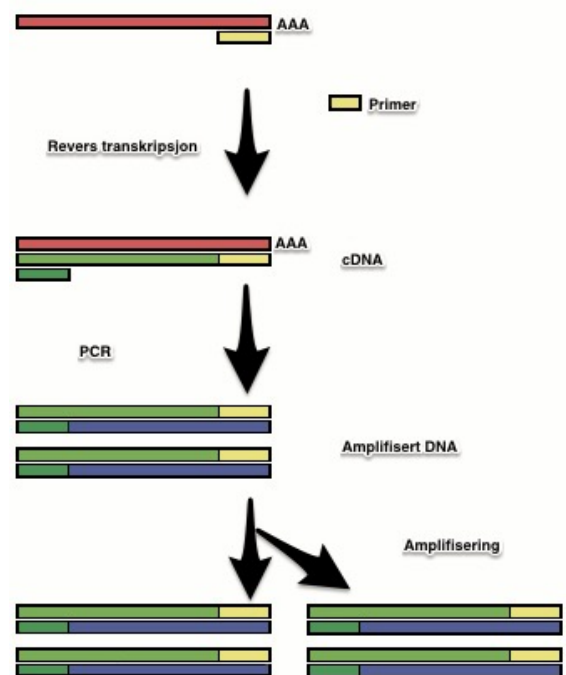 AAA
Primer
Revers transkripsjon
AAA
cDNA
PCR
Amplifisert DNA
Amplifisering